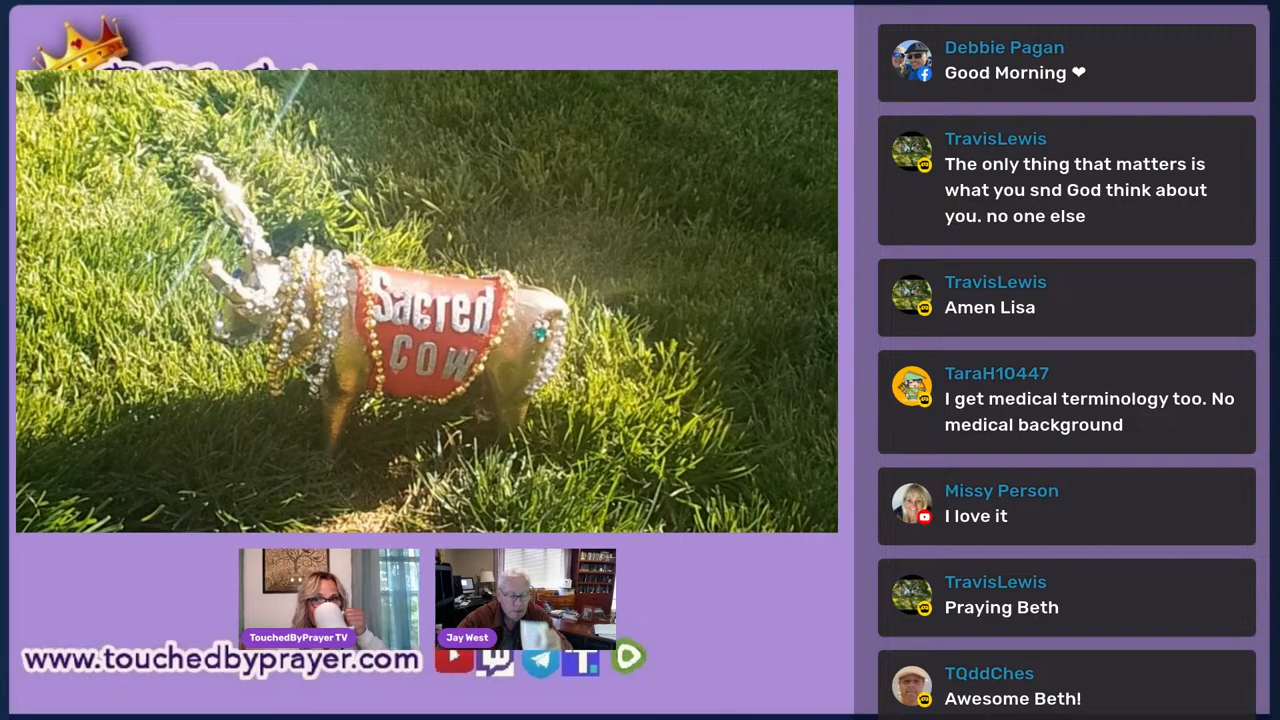 Sacred
COW
TouchedByPrayer TV
Jay West
www.touchedbyprayer.com
Debbie Pagan
Good Morning ❤
TravisLewis
The only thing that matters is
what you snd God think about
you. no one else
TravisLewis
Amen Lisa
TaraH10447
I get medical terminology too. No
medical background
Missy Person
I love it
TravisLewis
Praying Beth
TQddChes
Awesome Beth!